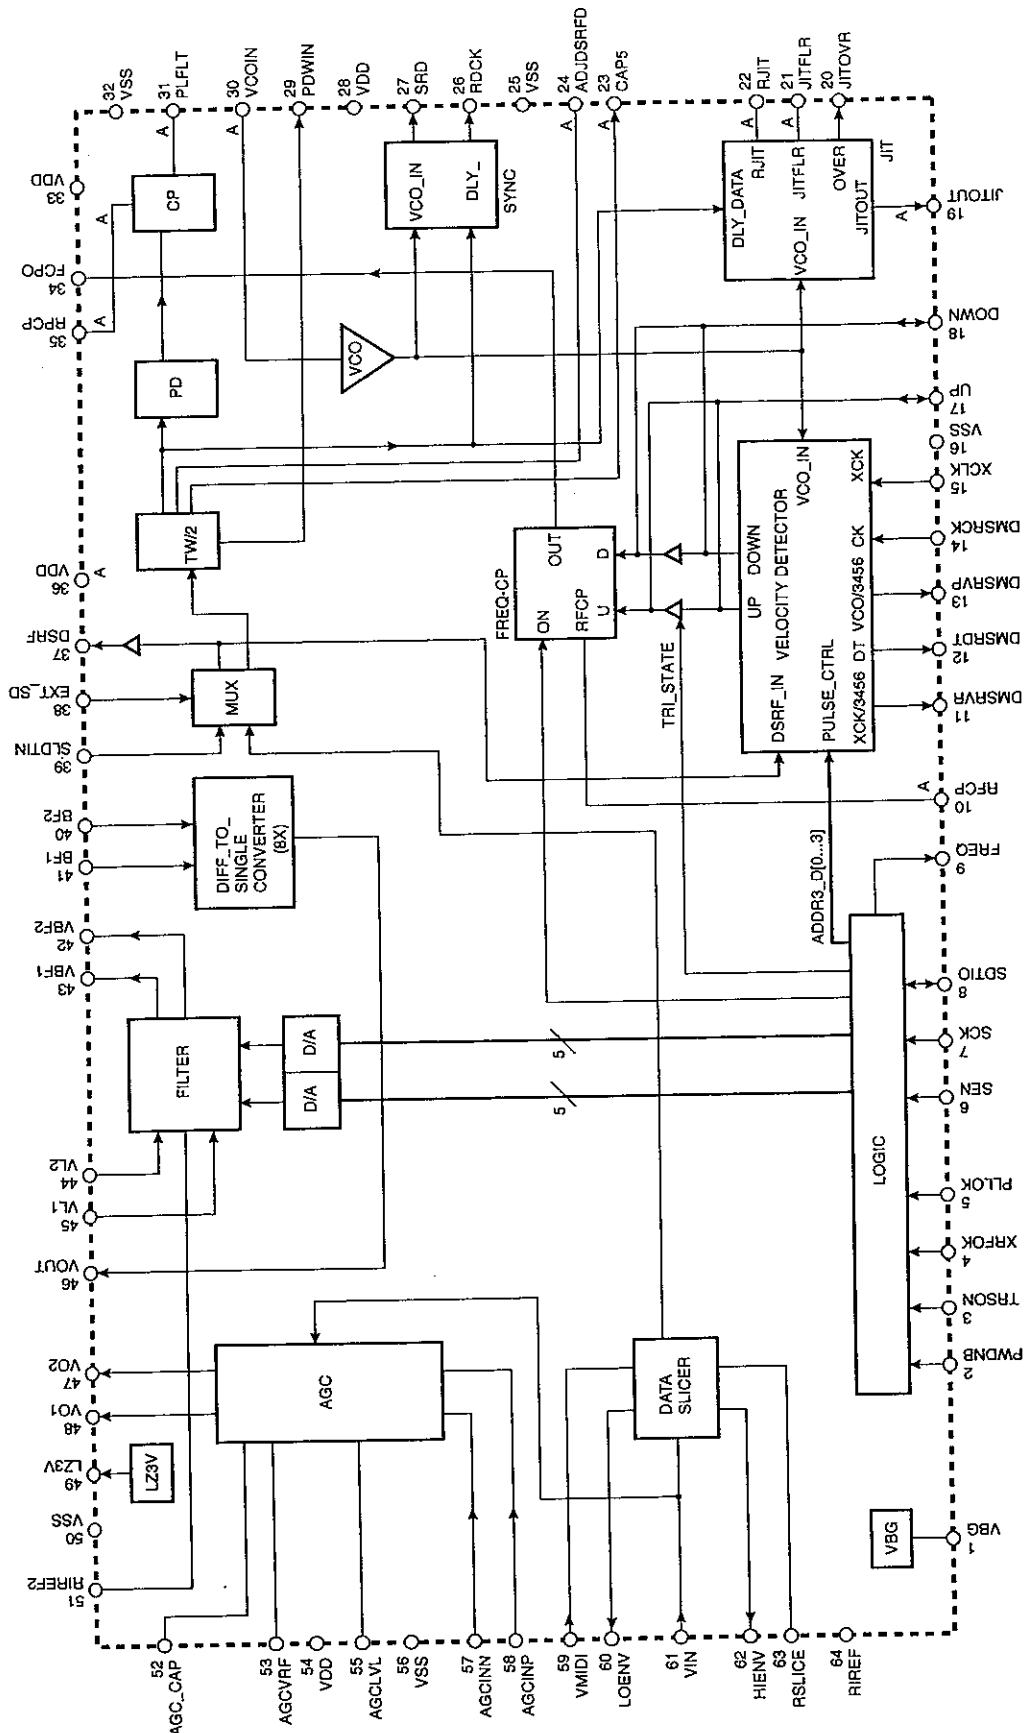 32
VSS
31
PLFLT
30
VCOIN
29
PDWIN
28
VDD
27
SRD
26
RDCK
25
VSS
24
ADJDSRFD
23
CAP5
22
RJIT
21
JITFLR
20
JITOVR
A
A
A
A
A
A
33
VDD
34
FCPO
35
RPCP
A
A
36
VDD
A
37
DSRF
38
EXT_SD
39
SLDTIN
40
BF2
41
BF1
42
VBF2
43
VBF1
44
VL2
45
VL1
46
VOUT
47
VO2
48
VO1
49
LZ3V
50
VSS
51
RIREF2
CP
PD
TW/2
MUX
DIFF_TO_
SINGLE
CONVERTER
(8X)
FILTER
D/A
D/A
5
5
AGC
LZ3V
VCO
VCO_IN
DLY_
SYNC
DLY_DATA
RJIT
VCO_IN
JITFLR
OVER
JITOUT
JIT
FREQ-CP
ON
OUT
RFCP
U
D
TRI_STATE
UP
DOWN
DSRF_IN
VELOCITY DETECTOR
VCO_IN
PULSE_CTRL
XCK/3456
DT
VCO/3456
CK
XCK
ADDR3_D[0...3]
LOGIC
DATA
SLICER
VBG
19
JITOUT
A
18
DOWN
17
UP
16
VSS
15
XCLK
14
DMSRCK
13
DMSRVP
12
DMSRDT
11
DMSRVR
10
RFCP
A
9
FREQ
8
SDTIO
7
SCK
6
SEN
5
PLLOK
4
XRFOK
3
TRSON
2
PWDNB
1
VBG
52
AGC_CAP
53
AGCVRF
54
VDD
55
AGCLVL
56
VSS
57
AGCINN
58
AGCINP
59
VMIDI
60
LOENV
61
VIN
62
HIENV
63
RSLICE
64
RIREF